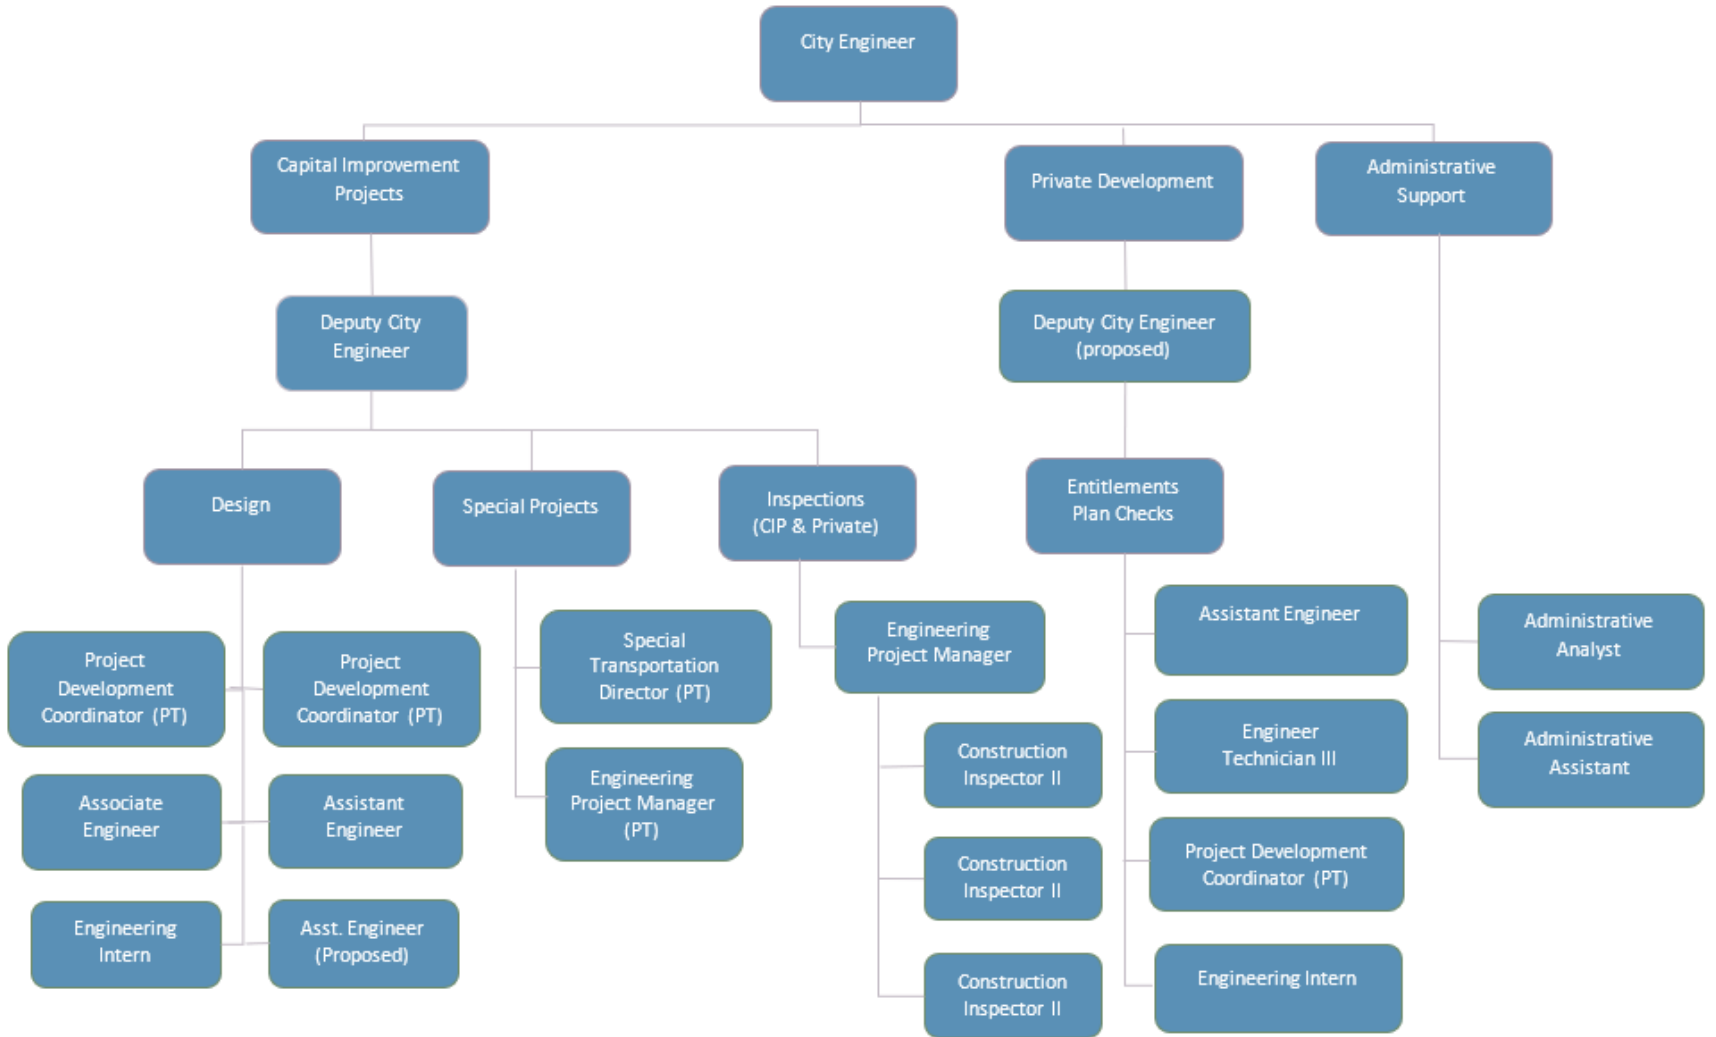 City Engineer
Capital Improvement
Projects
Private Development
Administrative
Support
Deputy City
Engineer
Deputy City Engineer
(proposed)
Design
Special Projects
Inspections
(CIP & Private)
Entitlements
Plan Checks
Project
Development
Coordinator (PT)
Project
Development
Coordinator (PT)
Associate
Engineer
Assistant
Engineer
Engineering
Intern
Asst. Engineer
(Proposed)
Special
Transportation
Director (PT)
Engineering
Project Manager
(PT)
Engineering
Project Manager
Construction
Inspector II
Construction
Inspector II
Construction
Inspector II
Assistant Engineer
Engineer
Technician III
Project Development
Coordinator (PT)
Engineering Intern
Administrative
Analyst
Administrative
Assistant